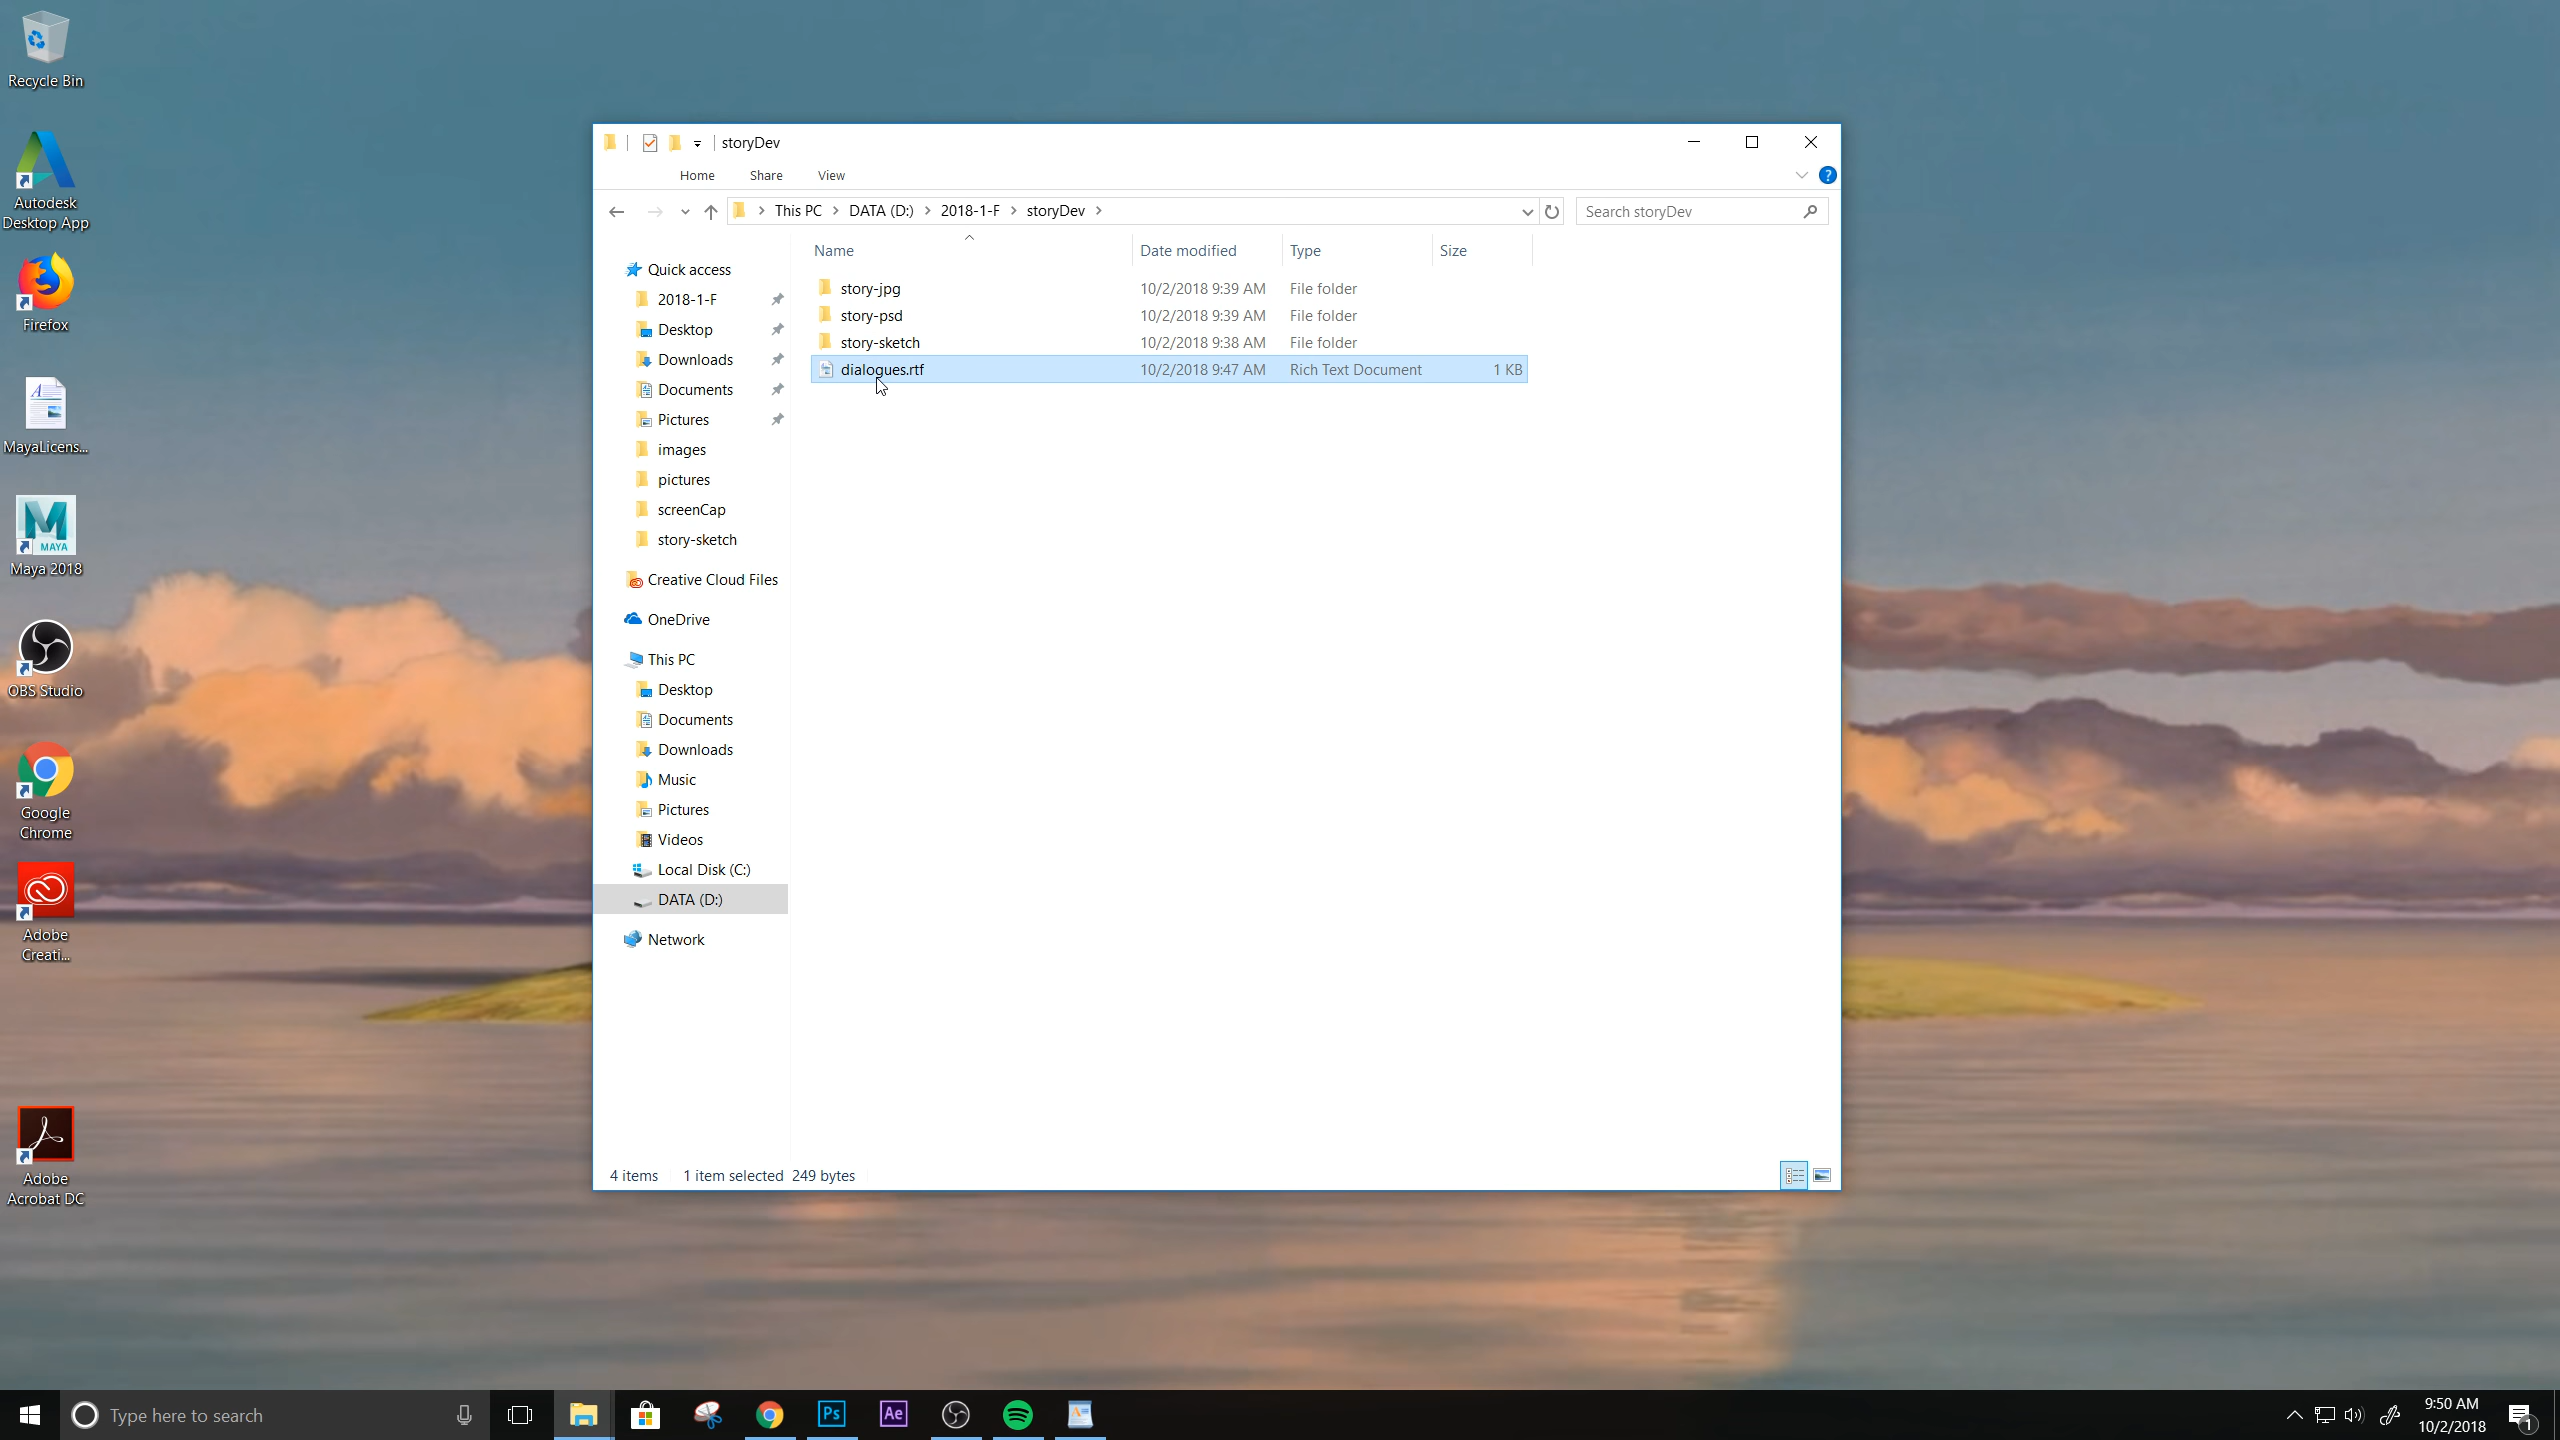 Recycle Bin
Autodesk
Desktop App
Firefox
MayaLicens...
MAYA
Maya 2018
OBS Studio
Google
Chrome
Adobe
Creati...
Adobe
Acrobat DC
storyDev
Home Share View
?
This PC DATA (D:) 2018-1-F storyDev
Search storyDev
Name Date modified Type Size
story-jpg 10/2/2018 9:39 AM File folder
story-psd 10/2/2018 9:39 AM File folder
story-sketch 10/2/2018 9:38 AM File folder
dialogues.rtf 10/2/2018 9:47 AM Rich Text Document 1 KB
Quick access
2018-1-F
Desktop
Downloads
Documents
Pictures
images
pictures
screenCap
story-sketch
Creative Cloud Files
OneDrive
This PC
Desktop
Documents
Downloads
Music
Pictures
Videos
Local Disk (C:)
DATA (D:)
Network
4 items 1 item selected 249 bytes
Type here to search
Ps
Ae
9:50 AM
10/2/2018
1